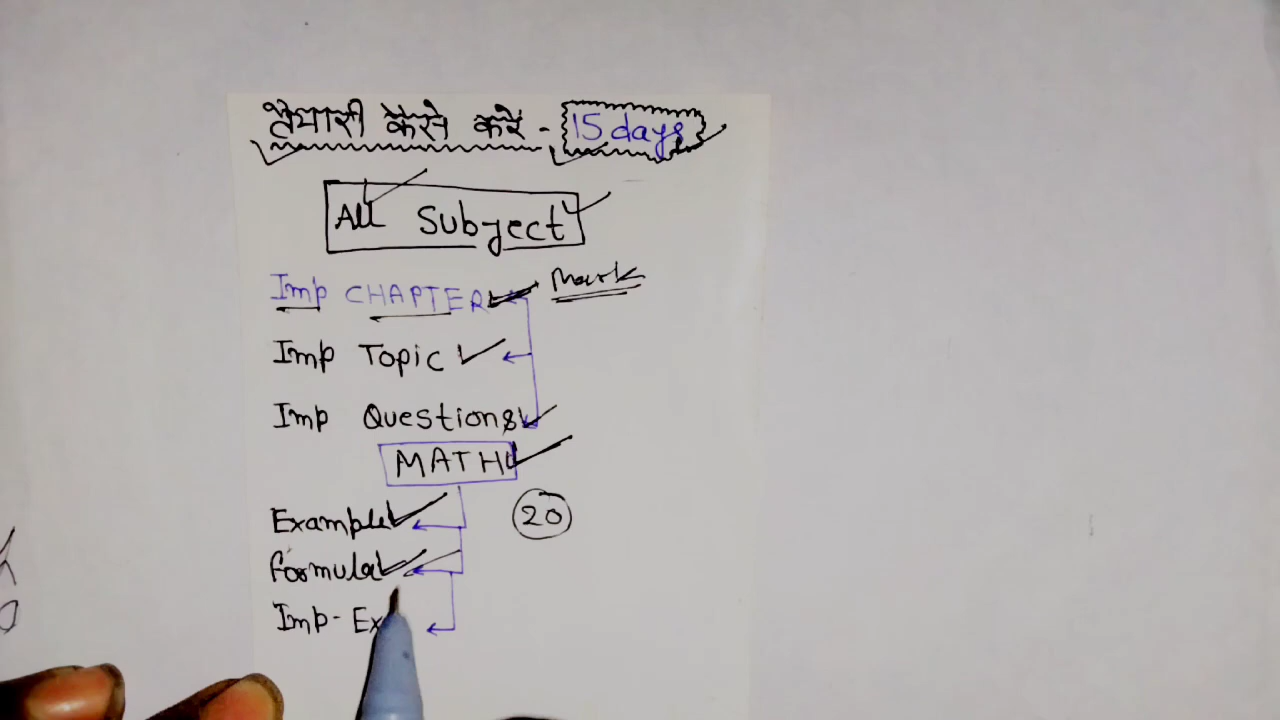 तैयारी कैसे करें - 15 days
All Subject
Imp CHAPTER Mark
Imp Topic
Imp Questions
MATH
Example 20
formula
Imp - Ex